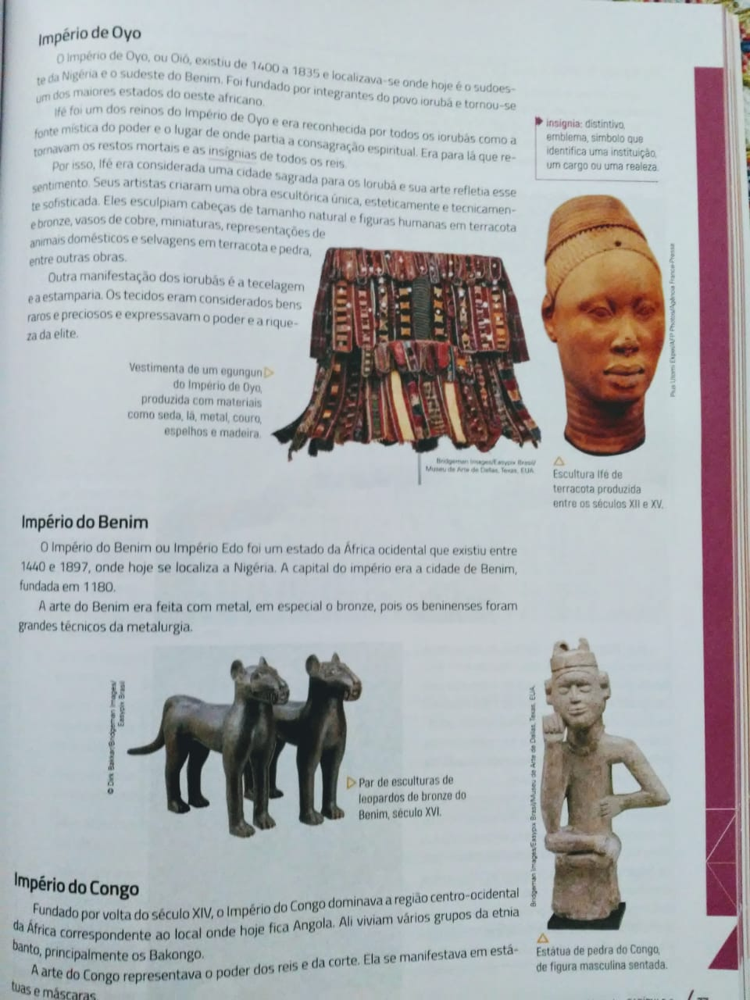 Império de Oyo
O Império de Oyo, ou Oió, existiu de 1400 a 1835 e localizava-se onde hoje é o sudoes-
te da Nigéria e o sudeste do Benim. Foi fundado por integrantes do povo iorubá e tornou-se
um dos maiores estados do oeste africano.
Ifé foi um dos reinos do Império de Oyo e era reconhecida por todos os iorubás como a
fonte mística do poder e o lugar de onde partia a consagração espiritual. Era para lá que re-
tornavam os restos mortais e as insígnias de todos os reis.
Por isso, Ifé era considerada uma cidade sagrada para os Iorubá e sua arte refletia esse
sentimento. Seus artistas criaram uma obra escultórica única, esteticamente e tecnicamen-
te sofisticada. Eles esculpiam cabeças de tamanho natural e figuras humanas em terracota
e bronze, vasos de cobre, miniaturas, representações de
animais domésticos e selvagens em terracota e pedra,
entre outras obras.
Outra manifestação dos iorubás é a tecelagem
e a estamparia. Os tecidos eram considerados bens
raros e preciosos e expressavam o poder e a rique-
za da elite.
insígnia: distintivo,
emblema, símbolo que
identifica uma instituição,
um cargo ou uma realeza.
Vestimenta de um egungun
do Império de Oyo,
produzida com materiais
como seda, lã, metal, couro,
espelhos e madeira.
Bridgeman Images/Easypix Brasil/
Museu de Arte de Dallas, Texas, EUA.
Pius Utomi Ekpei/AFP Photos/Agência France-Presse
Escultura Ifé de
terracota produzida
entre os séculos XII e XV.
Império do Benim
O Império do Benim ou Império Edo foi um estado da África ocidental que existiu entre
1440 e 1897, onde hoje se localiza a Nigéria. A capital do império era a cidade de Benim,
fundada em 1180.
A arte do Benim era feita com metal, em especial o bronze, pois os beninenses foram
grandes técnicos da metalurgia.
© Dirk Bakker/Bridgeman Images/
Easypix Brasil
Par de esculturas de
leopardos de bronze do
Benim, século XVI.
Bridgeman Images/Easypix Brasil/Museu de Arte de Dallas, Texas, EUA.
Estátua de pedra do Congo,
de figura masculina sentada.
Império do Congo
Fundado por volta do século XIV, o Império do Congo dominava a região centro-ocidental
da África correspondente ao local onde hoje fica Angola. Ali viviam vários grupos da etnia
banto, principalmente os Bakongo.
A arte do Congo representava o poder dos reis e da corte. Ela se manifestava em está-
tuas e máscaras